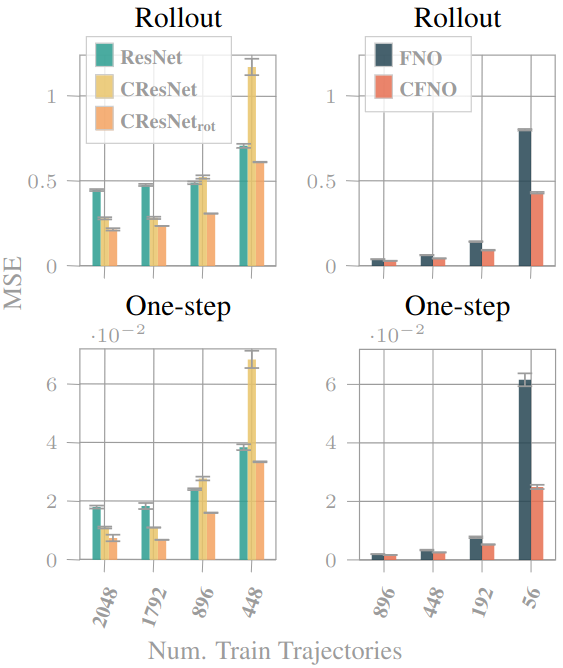 Rollout
Rollout
ResNet
CResNet
CResNet_rot
FNO
CFNO
1
0.5
0
1
0.5
0
MSE
One-step
One-step
·10⁻²
·10⁻²
6
4
2
0
6
4
2
0
2048 1792 896 448
896 448 192 56
Num. Train Trajectories